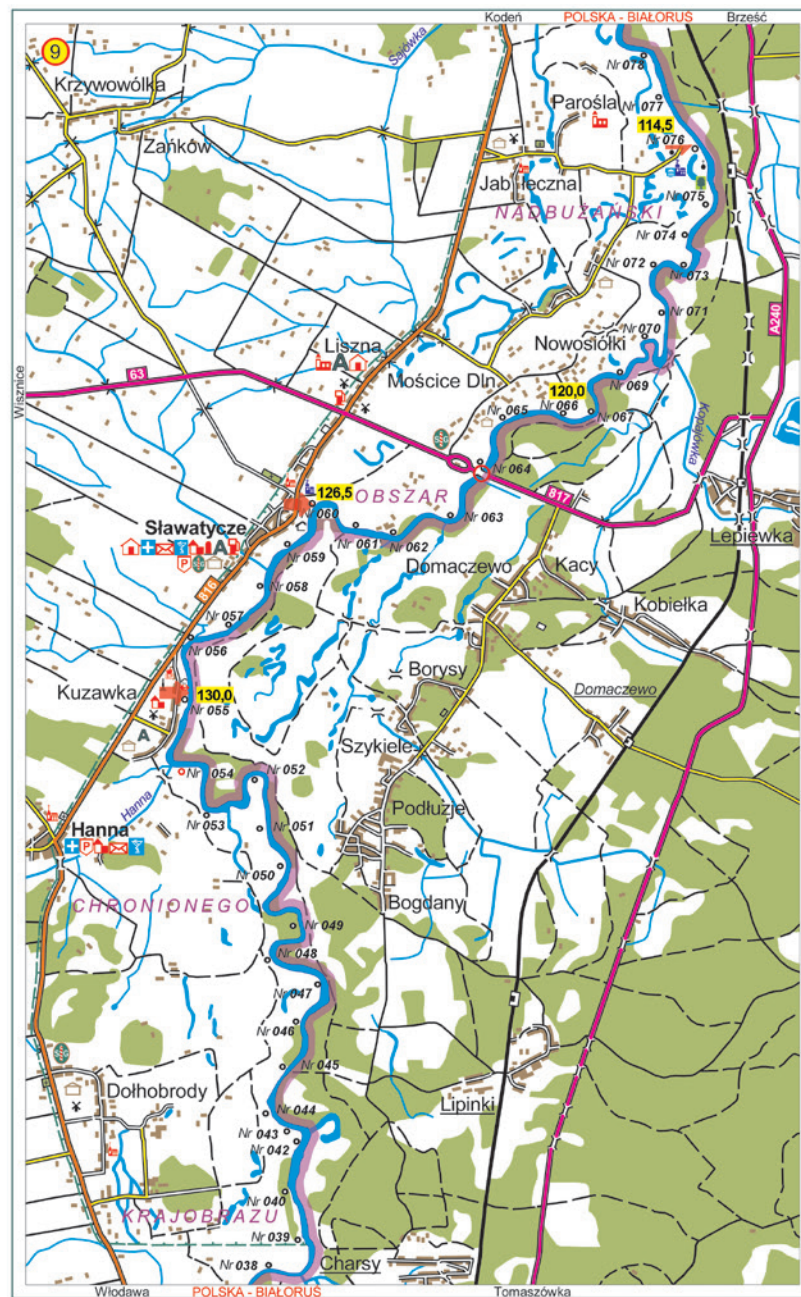 Kodeń
POLSKA - BIAŁORUŚ
Brześć
9
Sajówka
Nr 078
Krzywowólka
Parośla
Nr 077
114,5
Nr 076
Żańków
Jabłeczna
Nr 075
NADBUŻAŃSKI
Nr 074
Nr 072
Nr 073
A240
Nr 071
Liszna
A
Nowosiółki
Nr 070
Wisznice
63
Mościce Dln
Nr 069
120,0
Nr 066
Nr 067
Nr 065
Kopajówka
Nr 064
126,5
OBSZAR
817
Nr 060
Nr 063
Sławatycze
A
P
Nr 061
Nr 062
Lepiewka
Nr 059
Domaczewo
Kacy
816
Nr 058
Kobiełka
Nr 057
Nr 056
Borysy
Kuzawka
130,0
Domaczewo
Nr 055
A
Szykiele
Nr 054
Nr 052
Hanna
Nr 053
Podłużje
Hanna
P
Nr 051
Nr 050
CHRONIONEGO
Bogdany
Nr 049
Nr 048
Nr 047
Nr 046
Nr 045
Dołhobrody
Lipinki
Nr 044
Nr 043
Nr 042
Nr 040
KRAJOBRAZU
Nr 039
Nr 038
Charsy
Włodawa
POLSKA - BIAŁORUŚ
Tomaszówka